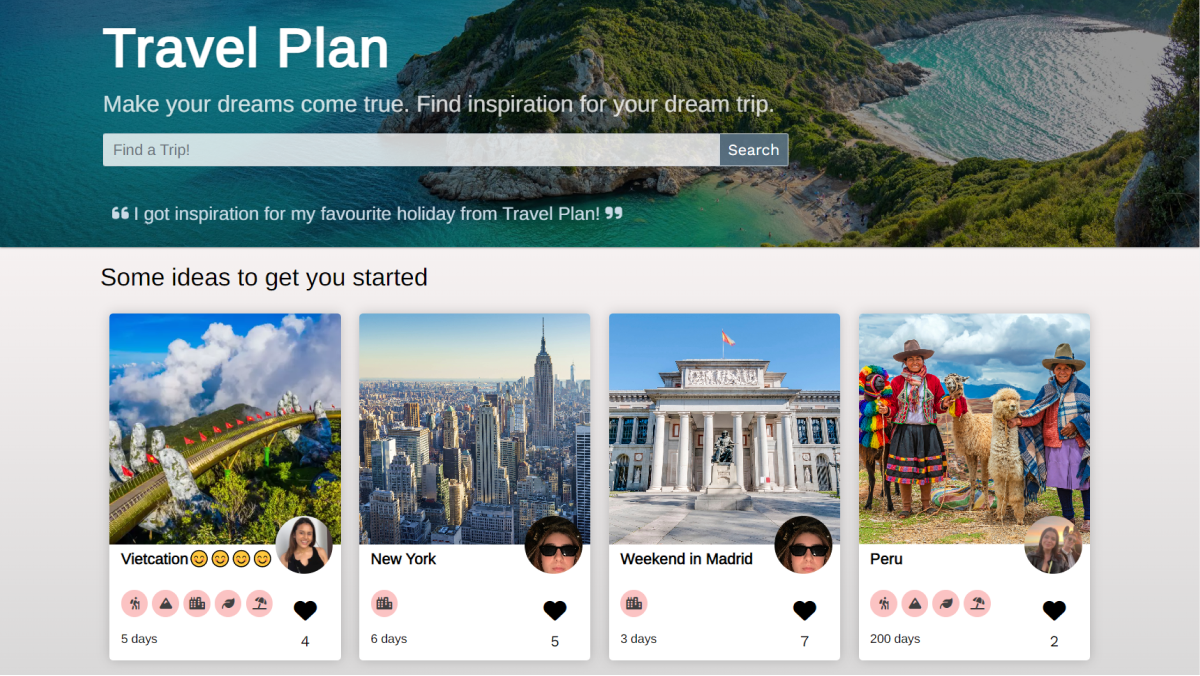 Travel Plan
Make your dreams come true. Find inspiration for your dream trip.
Find a Trip!
Search
❝ I got inspiration for my favourite holiday from Travel Plan! ❞
Some ideas to get you started
Vietcation😊😊😊😊
4
5 days
New York
5
6 days
Weekend in Madrid
7
3 days
Peru
2
200 days